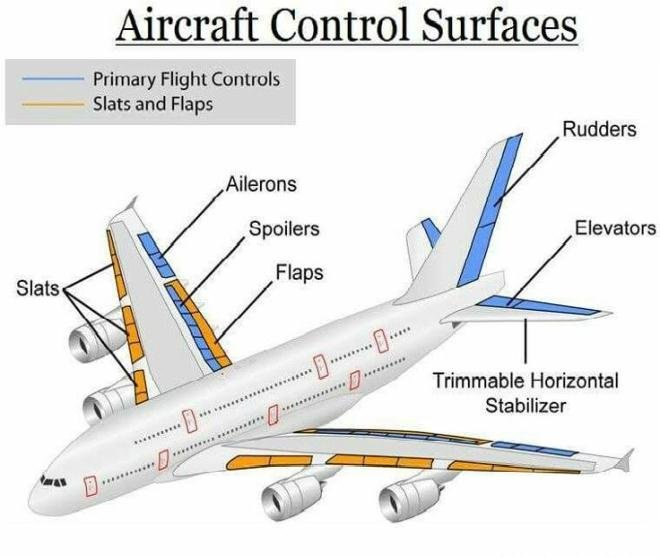 Aircraft Control Surfaces
Primary Flight Controls
Slats and Flaps
Rudders
Ailerons
Elevators
Spoilers
Flaps
Slats
Trimmable Horizontal
Stabilizer